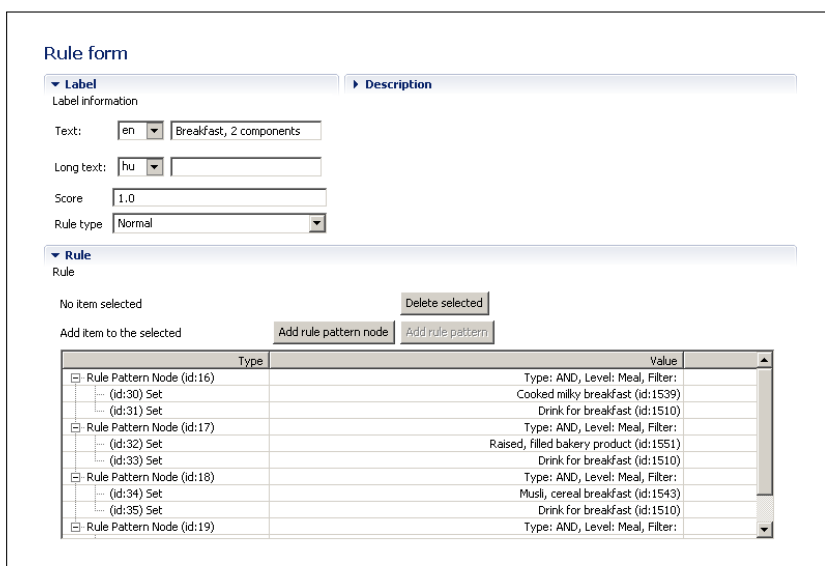 Rule form
Label
Description
Label information
Text: en Breakfast, 2 components
Long text: hu
Score 1.0
Rule type Normal
Rule
Rule
No item selected Delete selected
Add item to the selected Add rule pattern node Add rule pattern
Type Value
Rule Pattern Node (id:16) Type: AND, Level: Meal, Filter:
(id:30) Set Cooked milky breakfast (id:1539)
(id:31) Set Drink for breakfast (id:1510)
Rule Pattern Node (id:17) Type: AND, Level: Meal, Filter:
(id:32) Set Raised, filled bakery product (id:1551)
(id:33) Set Drink for breakfast (id:1510)
Rule Pattern Node (id:18) Type: AND, Level: Meal, Filter:
(id:34) Set Musli, cereal breakfast (id:1543)
(id:35) Set Drink for breakfast (id:1510)
Rule Pattern Node (id:19) Type: AND, Level: Meal, Filter: